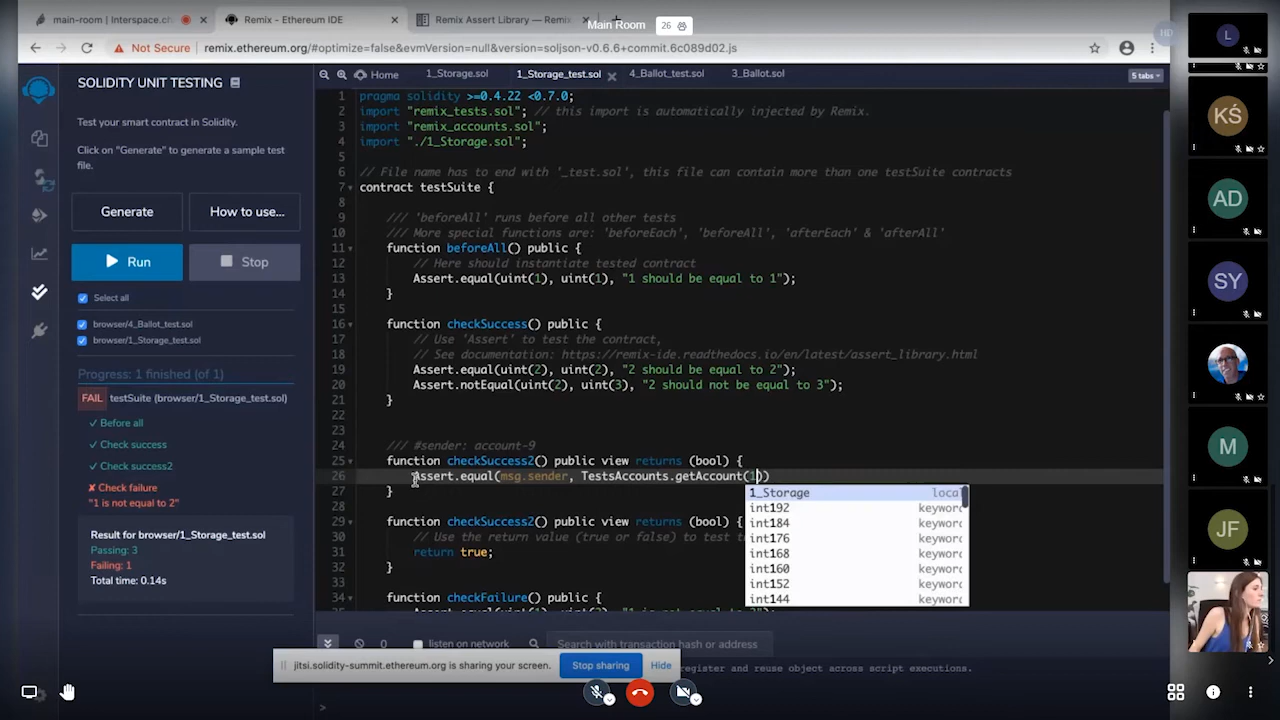 main-room | Interspace.ch
Remix - Ethereum IDE
Remix Assert Library — Remix
Main Room
26
Not Secure
remix.ethereum.org/#optimize=false&evmVersion=null&version=soljson-v0.6.6+commit.6c089d02.js
HD
L
SOLIDITY UNIT TESTING
Test your smart contract in Solidity.
Click on "Generate" to generate a sample test
file.
Generate
How to use...
Run
Stop
Select all
browser/4_Ballot_test.sol
browser/1_Storage_test.sol
Progress: 1 finished (of 1)
FAIL testSuite (browser/1_Storage_test.sol)
✓ Before all
✓ Check success
✓ Check success2
✘ Check failure
"1 is not equal to 2"
Result for browser/1_Storage_test.sol
Passing: 3
Failing: 1
Total time: 0.14s
Home
1_Storage.sol
1_Storage_test.sol
4_Ballot_test.sol
3_Ballot.sol
5 tabs
1 pragma solidity >=0.4.22 <0.7.0;
2 import "remix_tests.sol"; // this import is automatically injected by Remix.
3 import "remix_accounts.sol";
4 import "./1_Storage.sol";
5
6 // File name has to end with '_test.sol', this file can contain more than one testSuite contracts
7 contract testSuite {
8
9 /// 'beforeAll' runs before all other tests
10 /// More special functions are: 'beforeEach', 'beforeAll', 'afterEach' & 'afterAll'
11 function beforeAll() public {
12 // Here should instantiate tested contract
13 Assert.equal(uint(1), uint(1), "1 should be equal to 1");
14 }
15
16 function checkSuccess() public {
17 // Use 'Assert' to test the contract,
18 // See documentation: https://remix-ide.readthedocs.io/en/latest/assert_library.html
19 Assert.equal(uint(2), uint(2), "2 should be equal to 2");
20 Assert.notEqual(uint(2), uint(3), "2 should not be equal to 3");
21 }
22
23
24 /// #sender: account-9
25 function checkSuccess2() public view returns (bool) {
26 Assert.equal(msg.sender, TestsAccounts.getAccount(1))
27 }
28
29 function checkSuccess2() public view returns (bool) {
30 // Use the return value (true or false) to test t
31 return true;
32 }
33
34 function checkFailure() public {
1_Storage local
int192 keyword
int184 keyword
int176 keyword
int168 keyword
int160 keyword
int152 keyword
int144 keyword
0
listen on network
Search with transaction hash or address
register and reuse object across script executions.
>
jitsi.solidity-summit.ethereum.org is sharing your screen.
Stop sharing
Hide
KŚ
AD
SY
M
JF